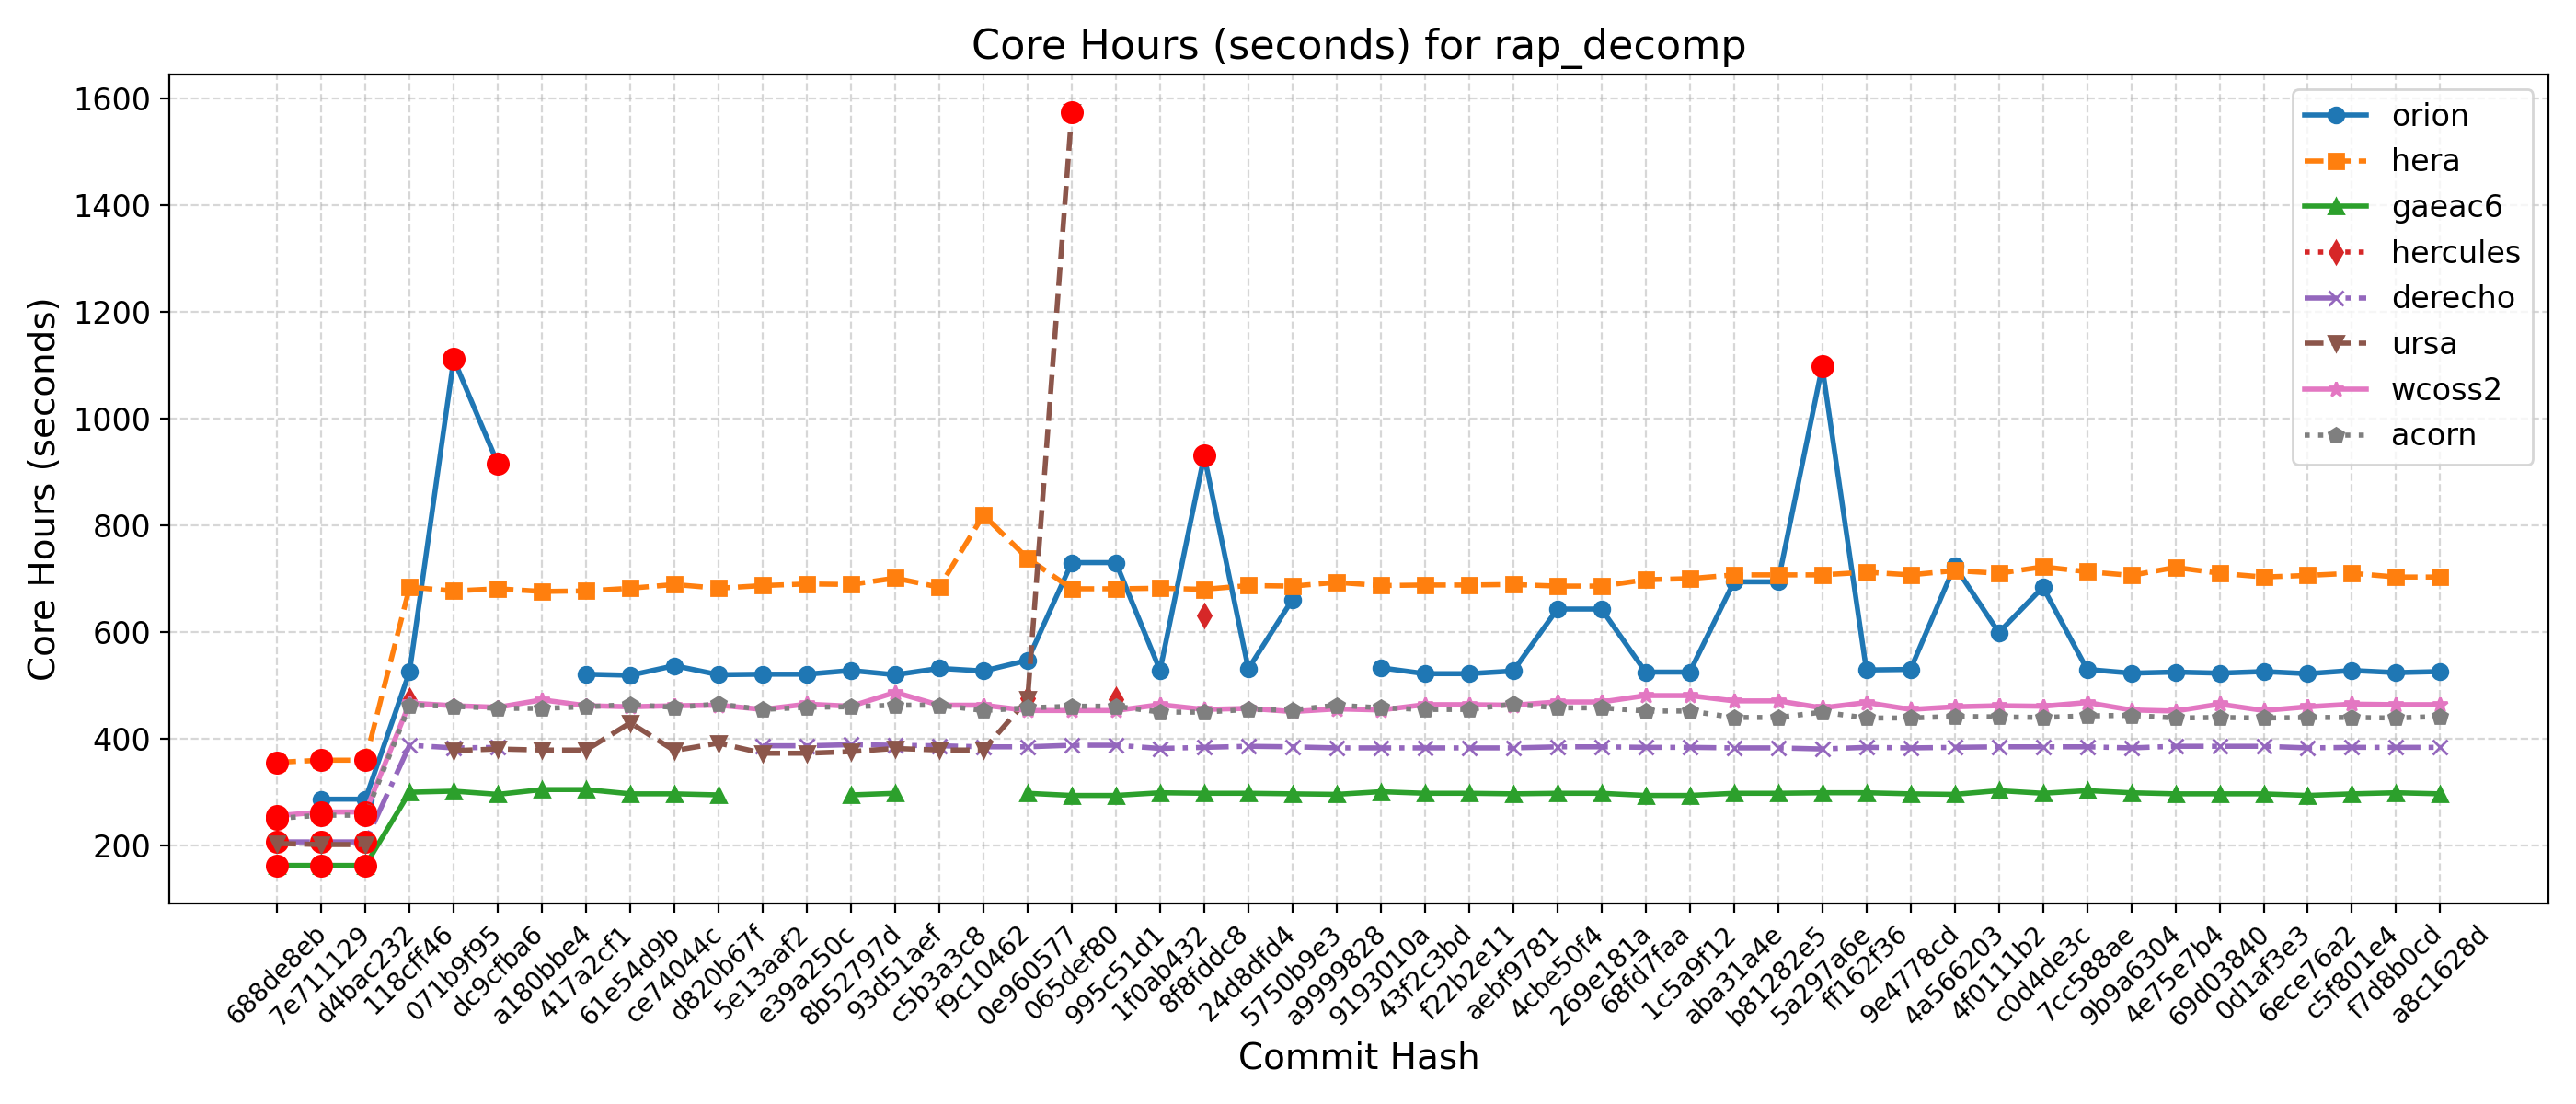 Core Hours (seconds) for rap_decomp
Core Hours (seconds)
1600
1400
1200
1000
800
600
400
200
orion
hera
gaeac6
hercules
derecho
ursa
wcoss2
acorn
688de8eb
7e711129
d4bac232
118cff46
071b9f95
dc9cfba6
a180bbe4
417a2cf1
61e54d9b
ce74044c
d820b67f
5e13aaf2
e39a250c
8b52797d
93d51aef
c5b3a3c8
f9c10462
0e960577
065def80
995c51d1
1f0ab432
8f8fddc8
24d8dfd4
5750b9e3
a9999828
9193010a
43f2c3bd
f22b2e11
aebf9781
4cbe50f4
269e181a
68fd7faa
1c5a9f12
aba31a4e
b81282e5
5a297a6e
ff162f36
9e4778cd
4a566203
4f0111b2
c0d4de3c
7cc588ae
9b9a6304
4e75e7b4
69d03840
0d1af3e3
6ece76a2
c5f801e4
f7d8b0cd
a8c1628d
Commit Hash